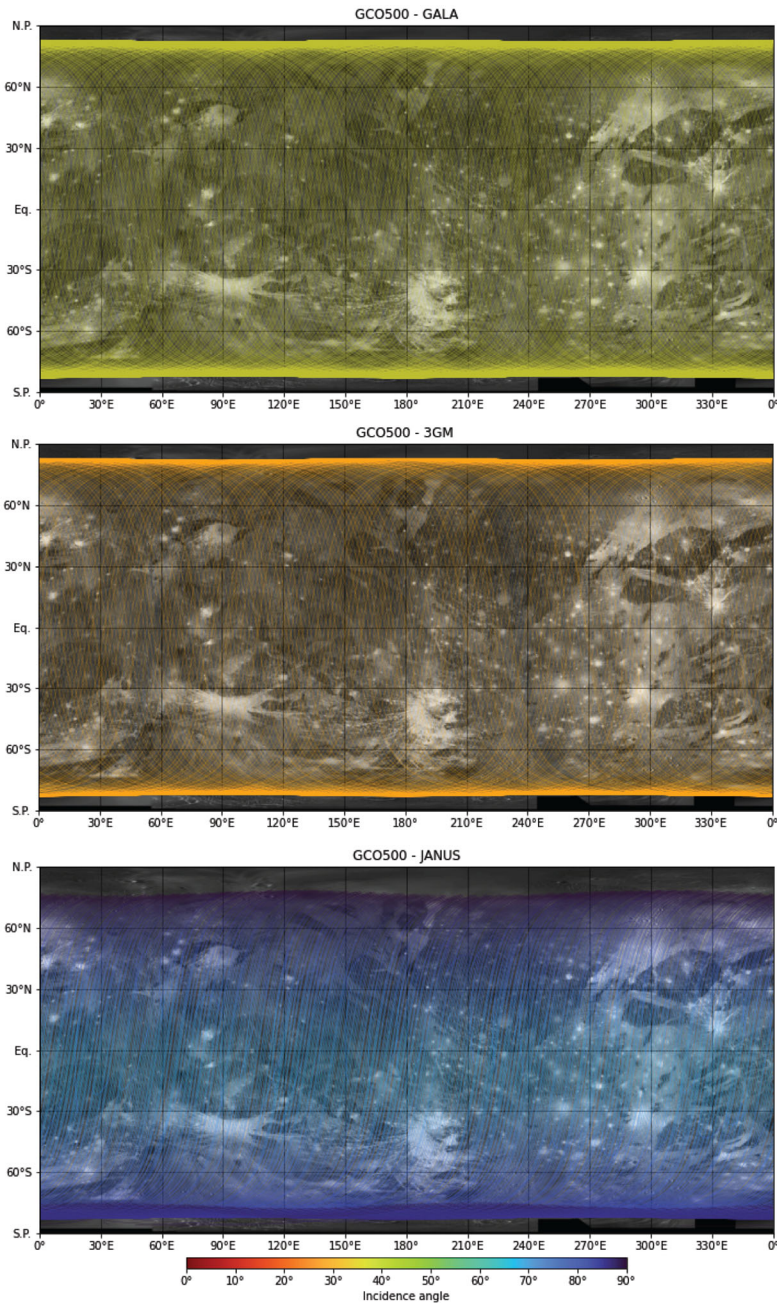 GCO500 - GALA
N.P.
60°N
30°N
Eq.
30°S
60°S
S.P.
0° 30°E 60°E 90°E 120°E 150°E 180° 210°E 240°E 270°E 300°E 330°E 0°
GCO500 - 3GM
N.P.
60°N
30°N
Eq.
30°S
60°S
S.P.
0° 30°E 60°E 90°E 120°E 150°E 180° 210°E 240°E 270°E 300°E 330°E 0°
GCO500 - JANUS
N.P.
60°N
30°N
Eq.
30°S
60°S
S.P.
0° 30°E 60°E 90°E 120°E 150°E 180° 210°E 240°E 270°E 300°E 330°E 0°
0° 10° 20° 30° 40° 50° 60° 70° 80° 90°
Incidence angle